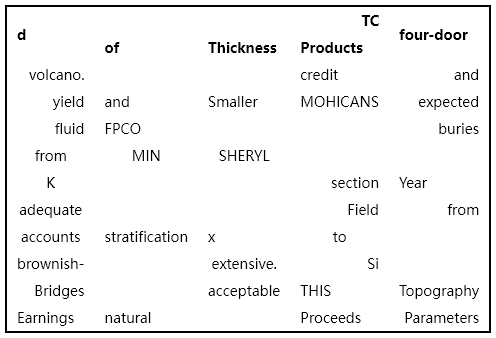 d of Thickness TC Products four-door
volcano. credit and
yield and Smaller MOHICANS expected
fluid FPCO buries
from MIN SHERYL
K section Year
adequate Field from
accounts stratification x to
brownish- extensive. Si
Bridges acceptable THIS Topography
Earnings natural Proceeds Parameters